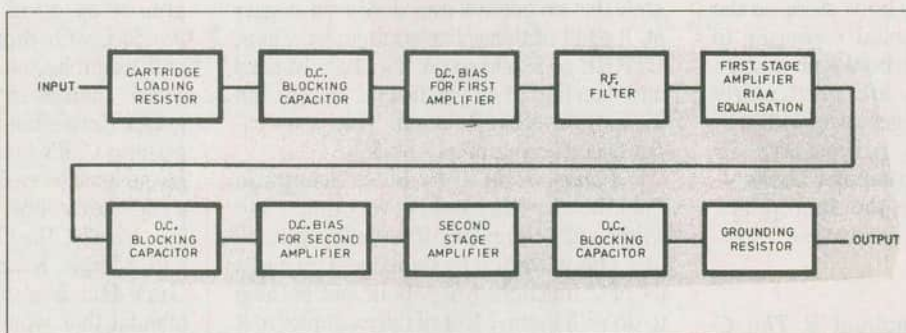 INPUT
CARTRIDGE
LOADING
RESISTOR
D.C.
BLOCKING
CAPACITOR
D.C. BIAS
FOR FIRST
AMPLIFIER
R.F.
FILTER
FIRST STAGE
AMPLIFIER
RIAA
EQUALISATION
D.C.
BLOCKING
CAPACITOR
D.C. BIAS
FOR SECOND
AMPLIFIER
SECOND
STAGE
AMPLIFIER
D.C.
BLOCKING
CAPACITOR
GROUNDING
RESISTOR
OUTPUT